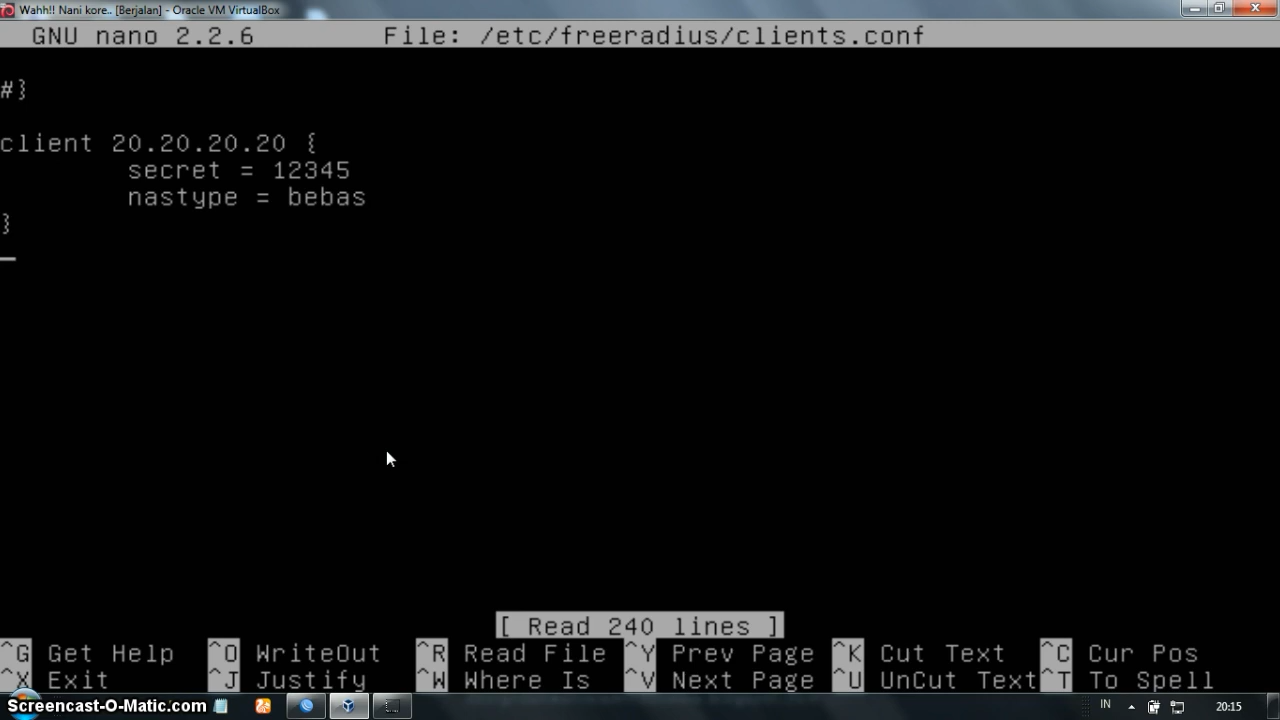 Wahh!! Nani kore.. [Berjalan] - Oracle VM VirtualBox
GNU nano 2.2.6 File: /etc/freeradius/clients.conf
#}
client 20.20.20.20 {
secret = 12345
nastype = bebas
}
[ Read 240 lines ]
^G Get Help ^O WriteOut ^R Read File ^Y Prev Page ^K Cut Text ^C Cur Pos
^X Exit ^J Justify ^W Where Is ^V Next Page ^U UnCut Text ^T To Spell
Screencast-O-Matic.com IN 20:15